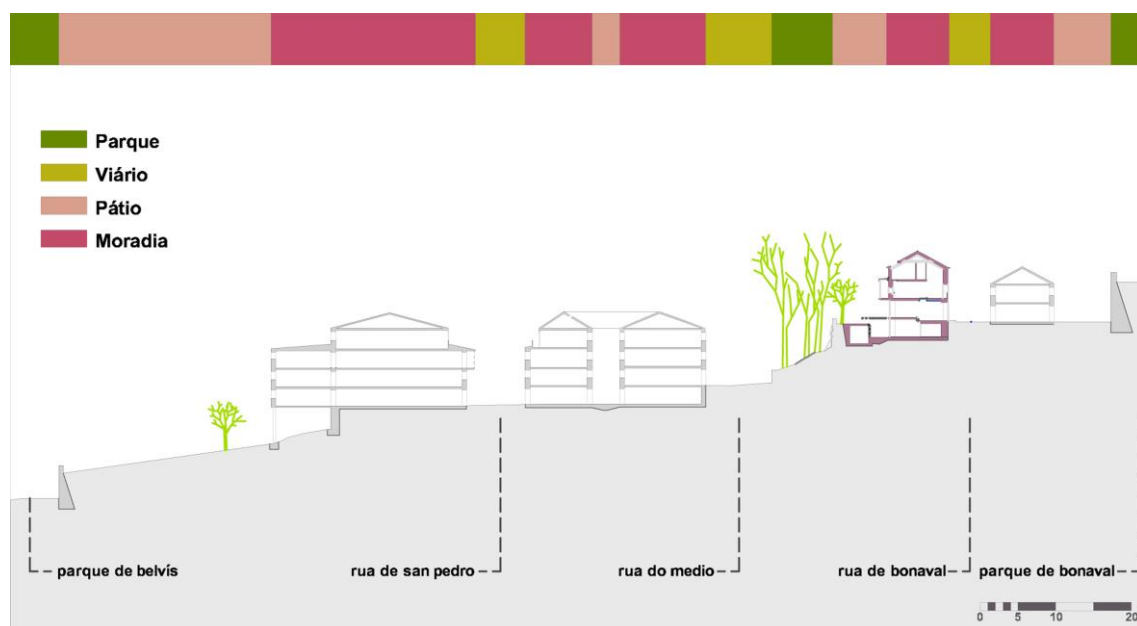 Parque
Viário
Pátio
Moradia
parque de belvís
rua de san pedro
rua do medio
rua de bonaval
parque de bonaval
0 5 10 20